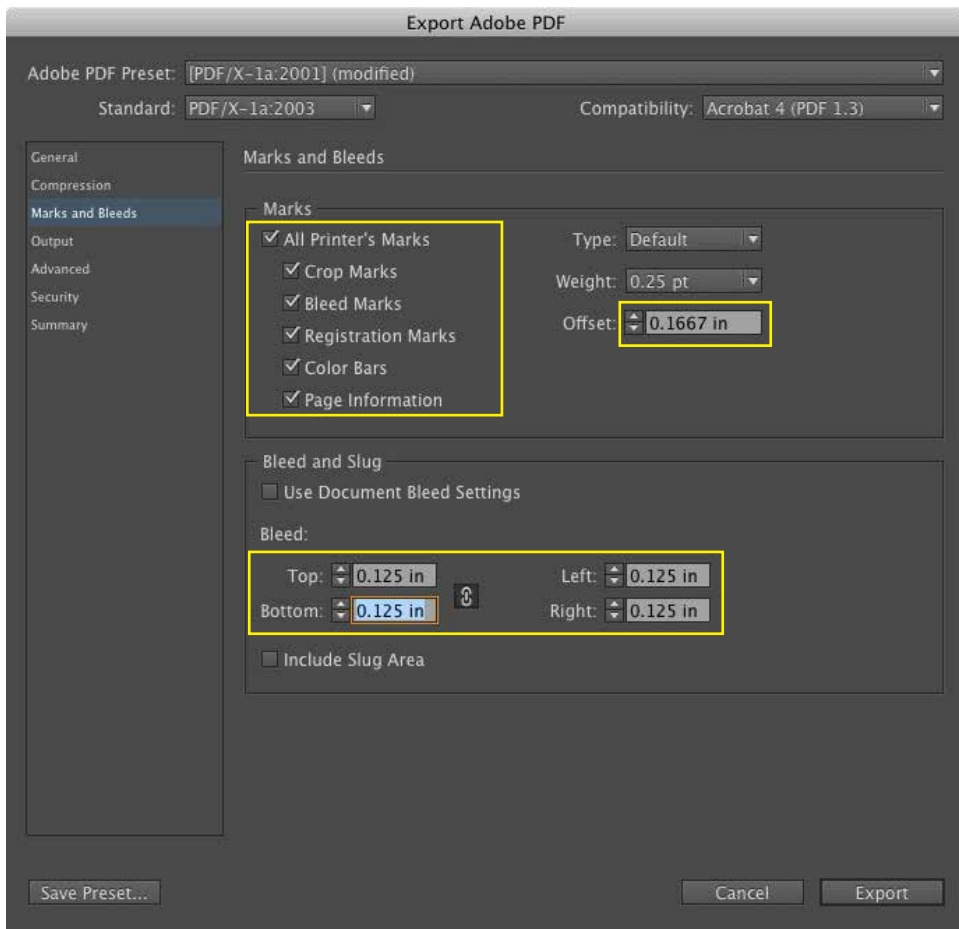 Export Adobe PDF
Adobe PDF Preset: [PDF/X-1a:2001] (modified)
Standard: PDF/X-1a:2003 Compatibility: Acrobat 4 (PDF 1.3)
General
Compression
Marks and Bleeds
Output
Advanced
Security
Summary
Marks and Bleeds
Marks
All Printer's Marks
Crop Marks
Bleed Marks
Registration Marks
Color Bars
Page Information
Type: Default
Weight: 0.25 pt
Offset: 0.1667 in
Bleed and Slug
Use Document Bleed Settings
Bleed:
Top: 0.125 in Left: 0.125 in
Bottom: 0.125 in Right: 0.125 in
Include Slug Area
Save Preset... Cancel Export